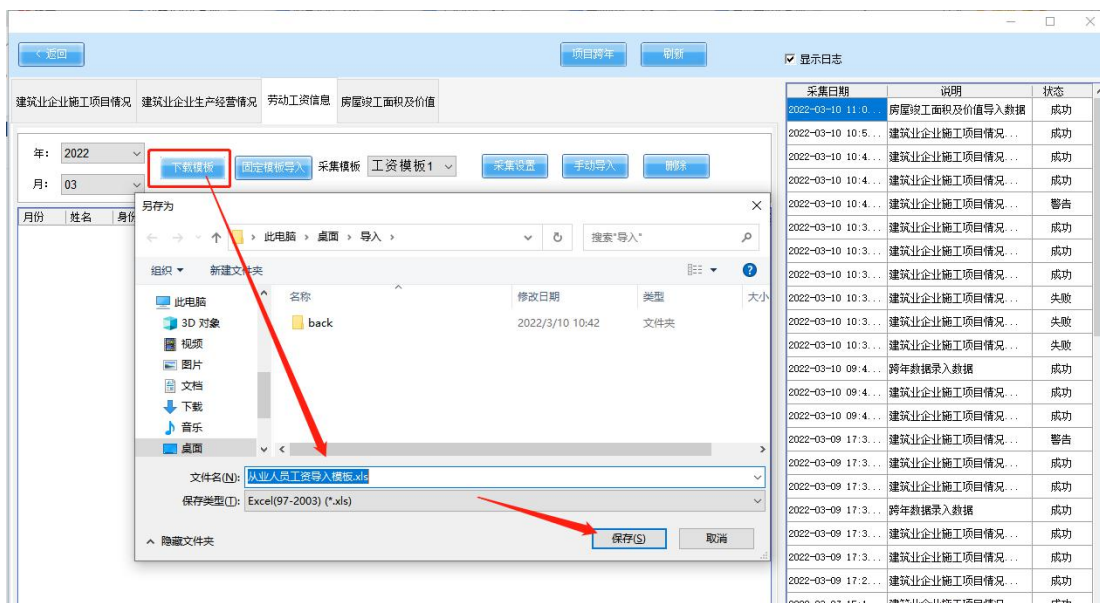 < 返回
项目跨年
刷新
显示日志
建筑业企业施工项目情况
建筑业企业生产经营情况
劳动工资信息
房屋竣工面积及价值
年:
2022
月:
03
下载模板
固定模板导入
采集模板
工资模板1
采集设置
手动导入
删除
月份
姓名
另存为
此电脑 › 桌面 › 导入 ›
搜索"导入"
组织
新建文件夹
此电脑
3D 对象
视频
图片
文档
下载
音乐
桌面
名称
修改日期
类型
大小
back
2022/3/10 10:42
文件夹
文件名(N):
从业人员工资导入模板.xls
保存类型(T):
Excel(97-2003) (*.xls)
隐藏文件夹
保存(S)
取消
采集日期 说明 状态
2022-03-10 11:0... 房屋竣工面积及价值导入数据 成功
2022-03-10 10:5... 建筑业企业施工项目情况... 成功
2022-03-10 10:4... 建筑业企业施工项目情况... 成功
2022-03-10 10:4... 建筑业企业施工项目情况... 成功
2022-03-10 10:4... 建筑业企业施工项目情况... 警告
2022-03-10 10:3... 建筑业企业施工项目情况... 成功
2022-03-10 10:3... 建筑业企业施工项目情况... 成功
2022-03-10 10:3... 建筑业企业施工项目情况... 成功
2022-03-10 10:3... 建筑业企业施工项目情况... 失败
2022-03-10 10:3... 建筑业企业施工项目情况... 失败
2022-03-10 10:3... 建筑业企业施工项目情况... 失败
2022-03-10 09:4... 跨年数据录入数据 成功
2022-03-10 09:4... 建筑业企业施工项目情况... 成功
2022-03-10 09:4... 建筑业企业施工项目情况... 成功
2022-03-09 17:3... 建筑业企业施工项目情况... 警告
2022-03-09 17:3... 建筑业企业施工项目情况... 成功
2022-03-09 17:3... 建筑业企业施工项目情况... 成功
2022-03-09 17:3... 跨年数据录入数据 成功
2022-03-09 17:3... 建筑业企业施工项目情况... 成功
2022-03-09 17:3... 建筑业企业施工项目情况... 成功
2022-03-09 17:2... 建筑业企业施工项目情况... 成功